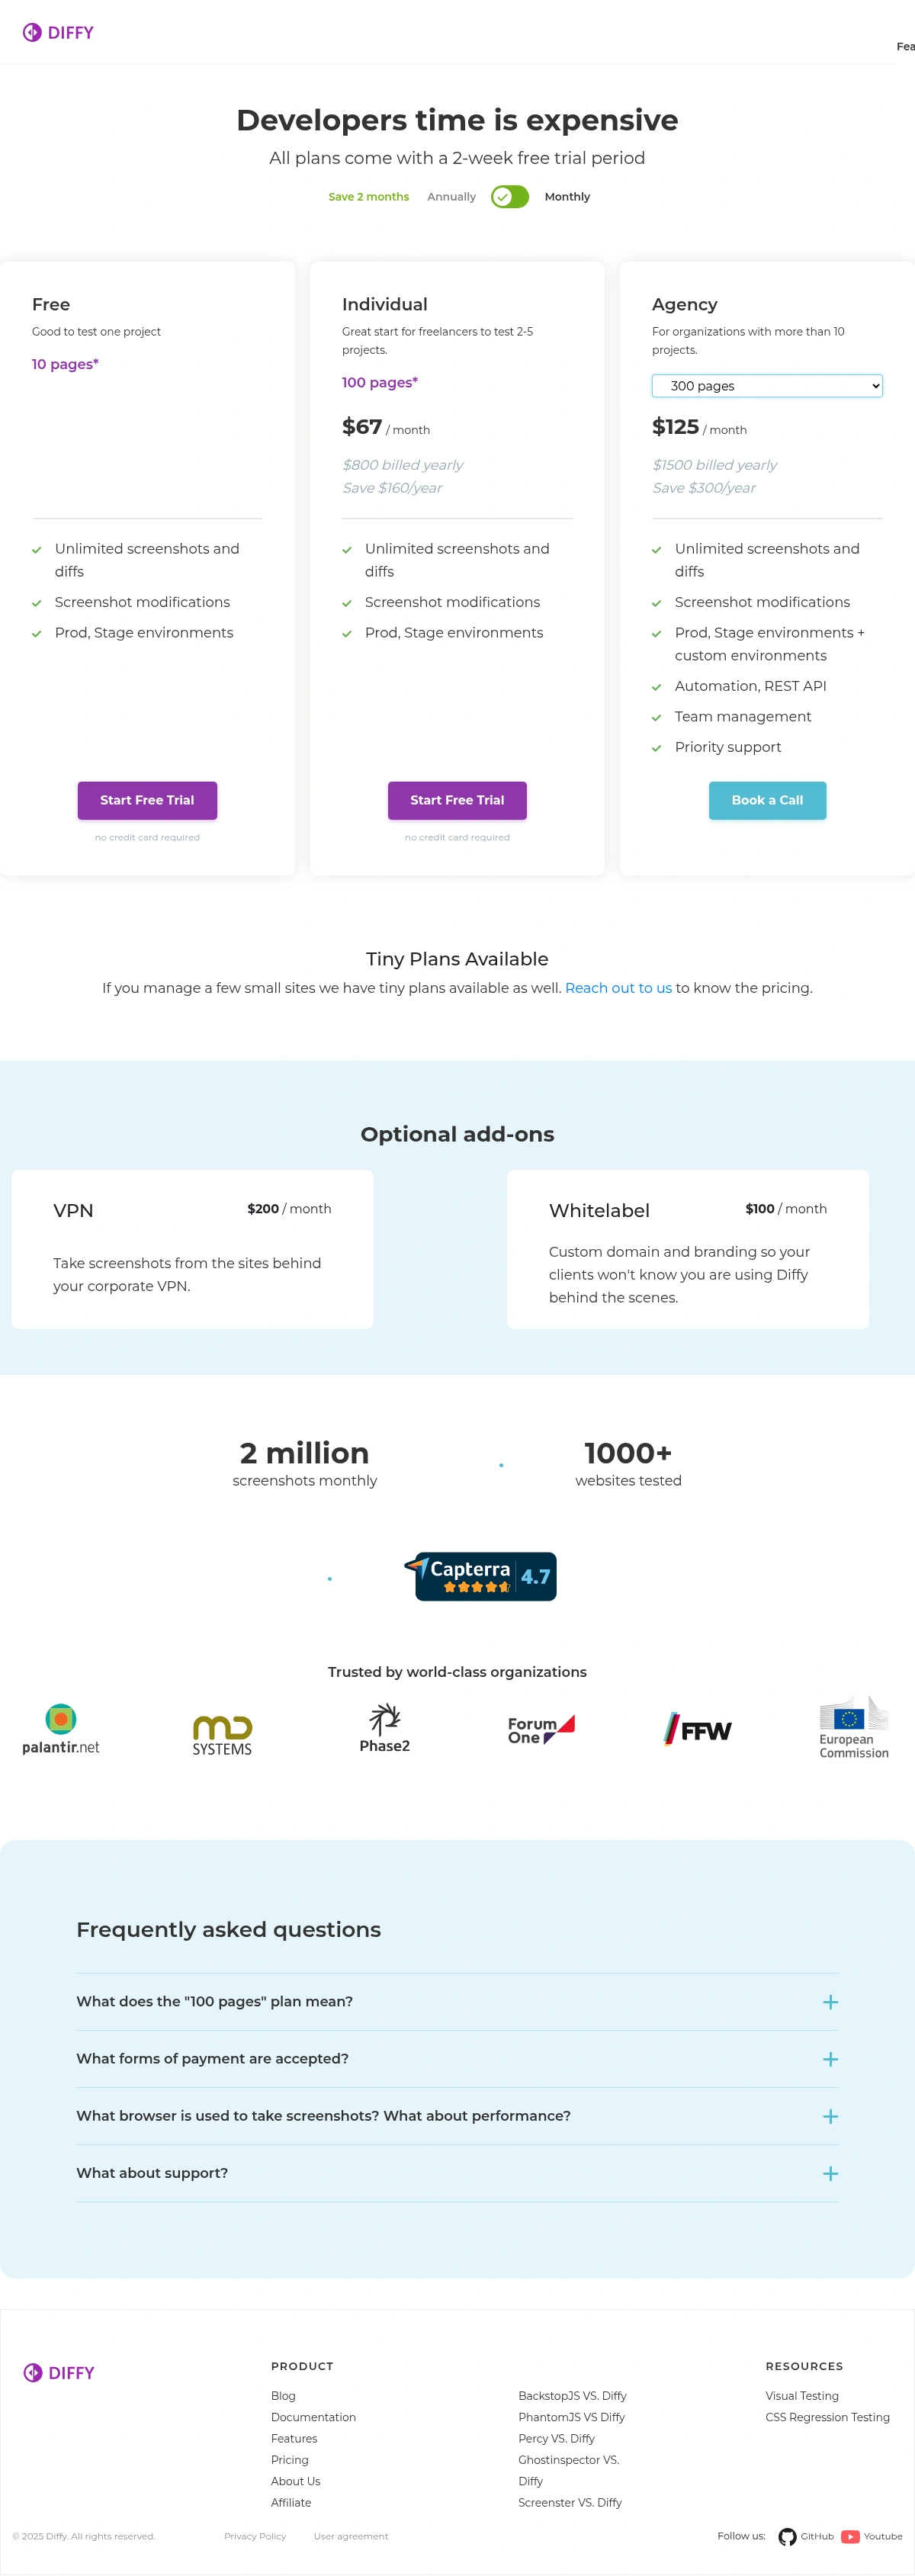 DIFFY
Fea
Developers time is expensive
All plans come with a 2-week free trial period
Save 2 months Annually Monthly
Free
Good to test one project
10 pages*
Unlimited screenshots and
diffs
Screenshot modifications
Prod, Stage environments
Start Free Trial
no credit card required
Individual
Great start for freelancers to test 2-5
projects.
100 pages*
$67 / month
$800 billed yearly
Save $160/year
Unlimited screenshots and
diffs
Screenshot modifications
Prod, Stage environments
Start Free Trial
no credit card required
Agency
For organizations with more than 10
projects.
300 pages
$125 / month
$1500 billed yearly
Save $300/year
Unlimited screenshots and
diffs
Screenshot modifications
Prod, Stage environments +
custom environments
Automation, REST API
Team management
Priority support
Book a Call
Tiny Plans Available
If you manage a few small sites we have tiny plans available as well. Reach out to us to know the pricing.
Optional add-ons
VPN $200 / month
Take screenshots from the sites behind
your corporate VPN.
Whitelabel $100 / month
Custom domain and branding so your
clients won't know you are using Diffy
behind the scenes.
2 million
screenshots monthly
1000+
websites tested
Capterra 4.7
Trusted by world-class organizations
palantir.net
MD
SYSTEMS
Phase2
Forum
One
FFW
European
Commission
Frequently asked questions
What does the "100 pages" plan mean?
What forms of payment are accepted?
What browser is used to take screenshots? What about performance?
What about support?
DIFFY
PRODUCT
Blog
Documentation
Features
Pricing
About Us
Affiliate
BackstopJS VS. Diffy
PhantomJS VS Diffy
Percy VS. Diffy
Ghostinspector VS.
Diffy
Screenster VS. Diffy
RESOURCES
Visual Testing
CSS Regression Testing
© 2025 Diffy. All rights reserved. Privacy Policy User agreement Follow us: GitHub Youtube